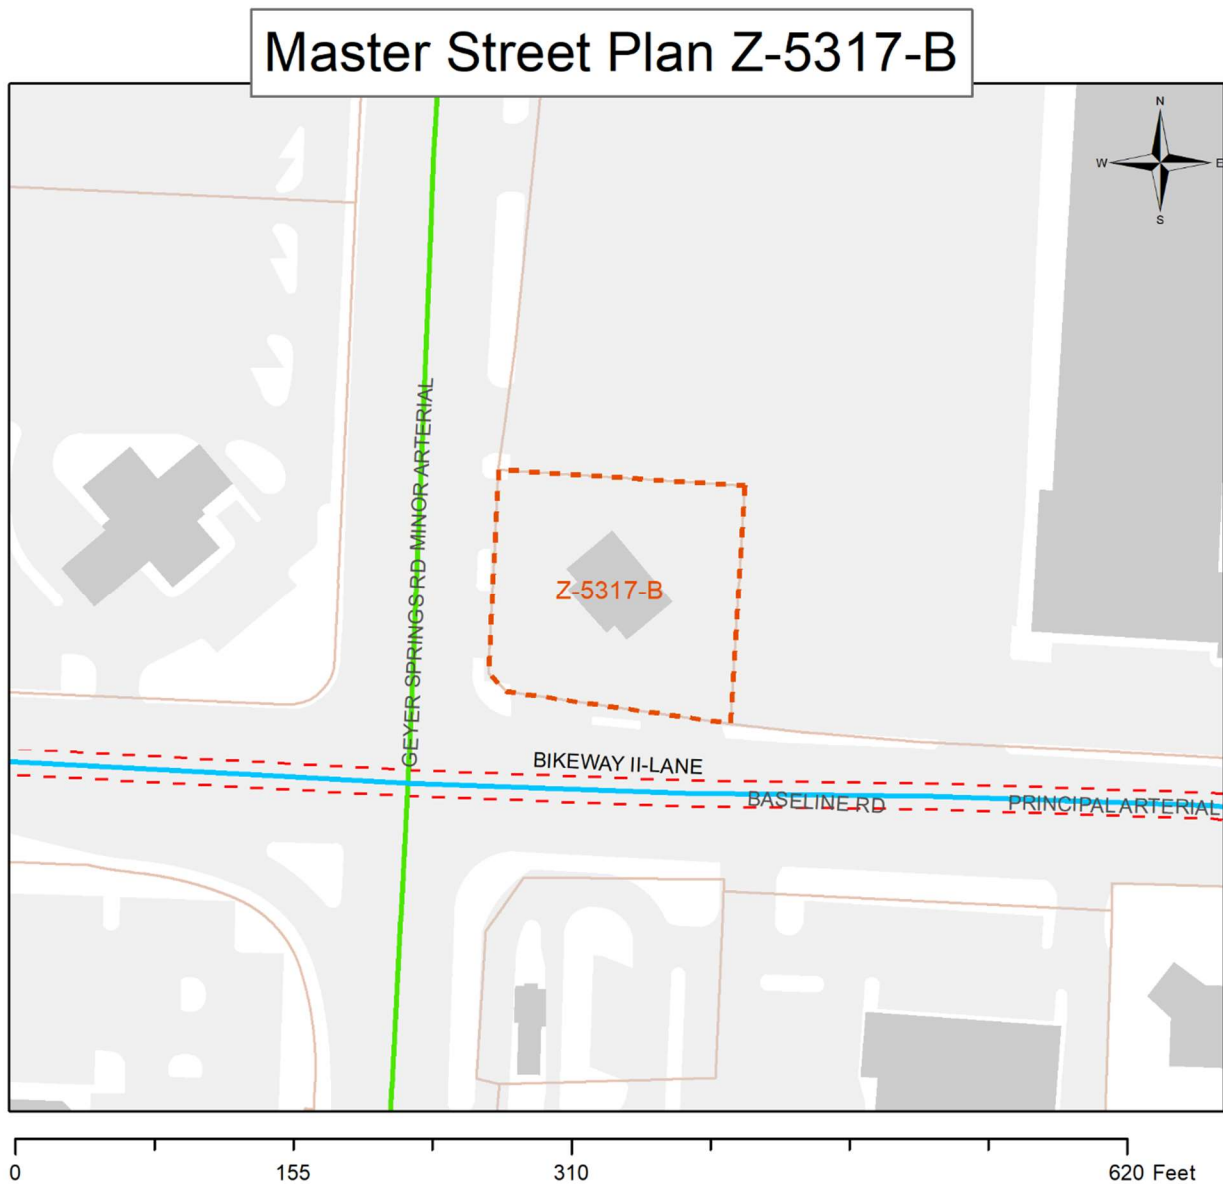 Master Street Plan Z-5317-B
N
W E
S
GEYER SPRINGS RD MINOR ARTERIAL
Z-5317-B
BIKEWAY II-LANE
BASELINE RD
PRINCIPAL ARTERIAL
0 155 310 620 Feet